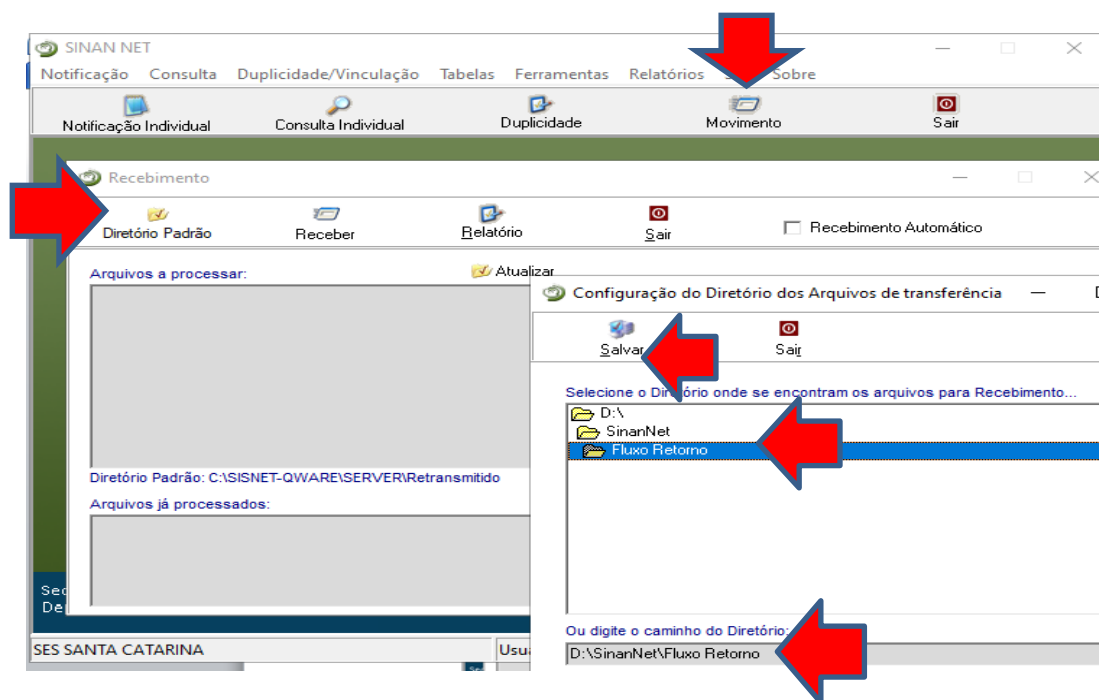 SINAN NET
Notificação Consulta Duplicidade/Vinculação Tabelas Ferramentas Relatórios Sobre
Notificação Individual Consulta Individual Duplicidade Movimento Sair
Recebimento
Diretório Padrão Receber Relatório Sair Recebimento Automático
Arquivos a processar: Atualizar
Configuração do Diretório dos Arquivos de transferência
Salvar Sair
Selecione o Diretório onde se encontram os arquivos para Recebimento...
D:\
SinanNet
Fluxo Retorno
Diretório Padrão: C:\SISNET-QWARE\SERVER\Retransmitido
Arquivos já processados:
Ou digite o caminho do Diretório:
D:\SinanNet\Fluxo Retorno
SES SANTA CATARINA